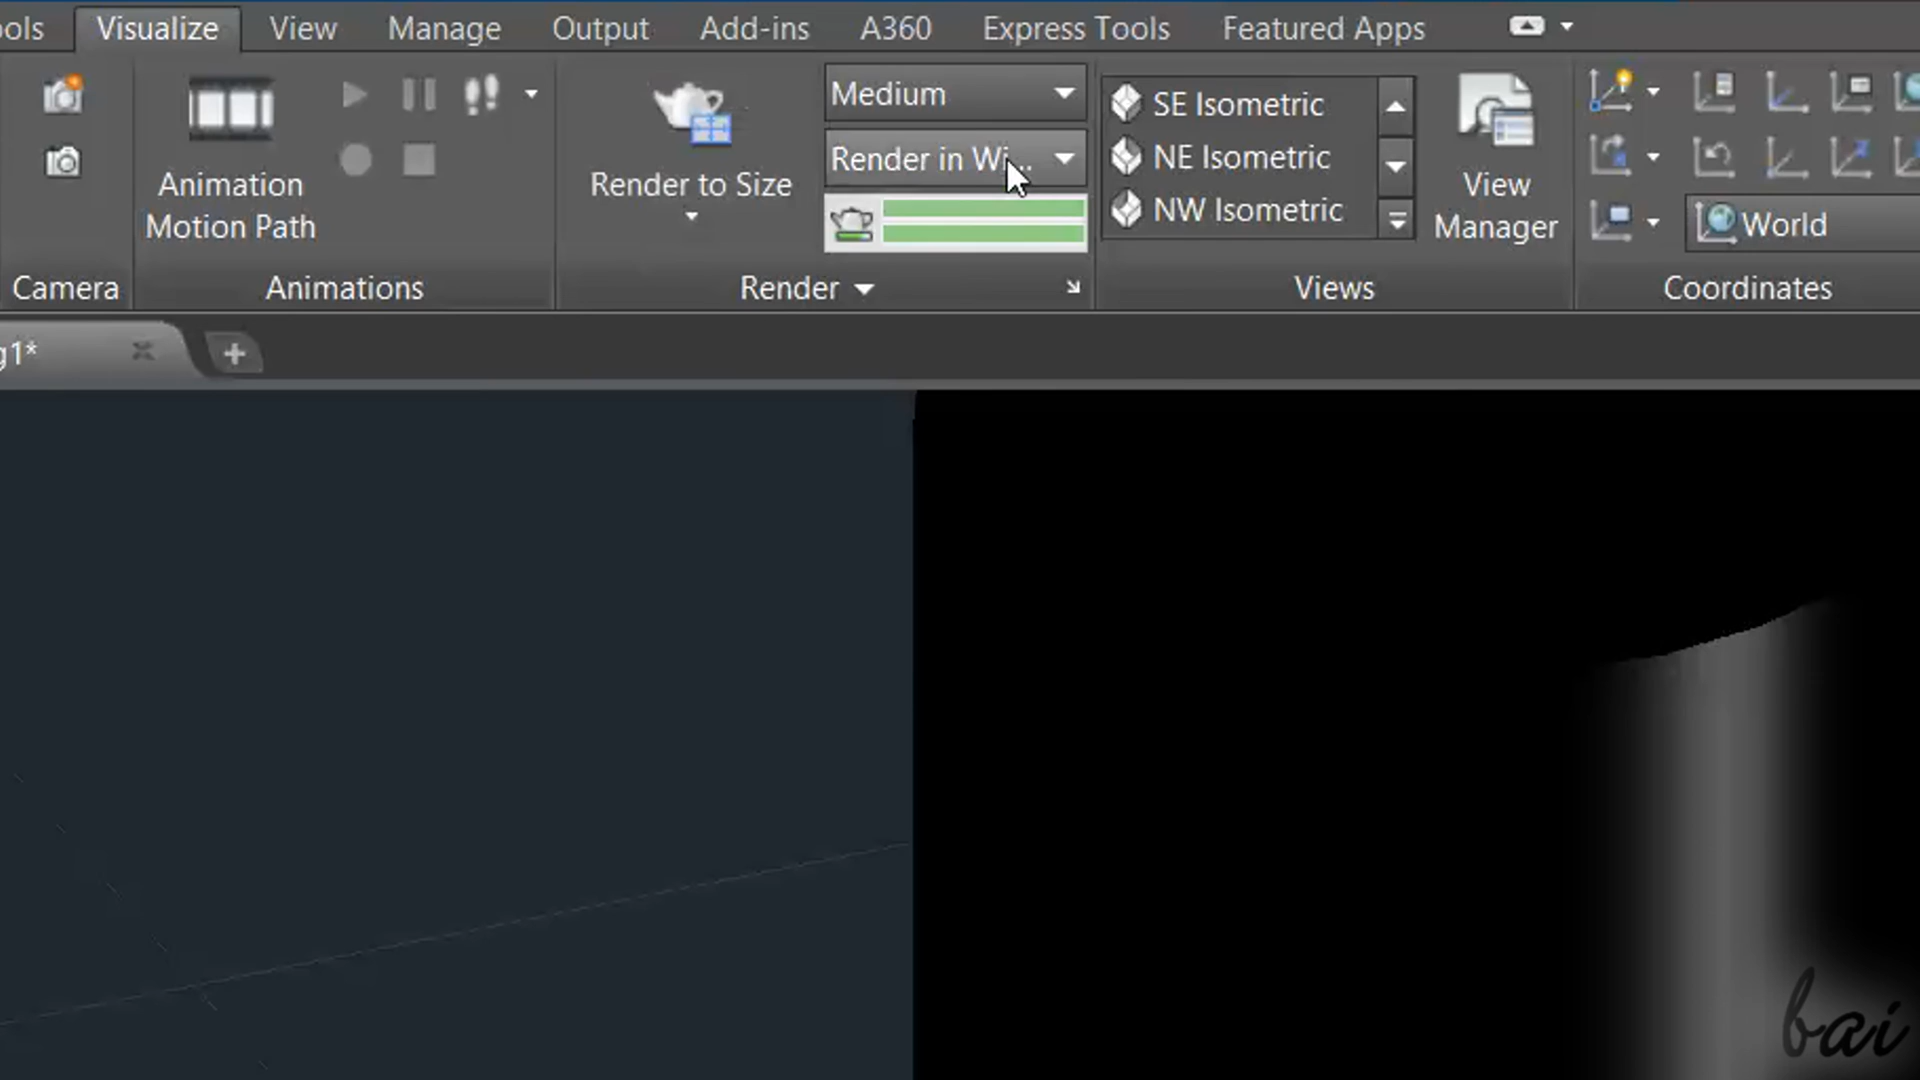 ols Visualize View Manage Output Add-ins A360 Express Tools Featured Apps
Medium
SE Isometric
Render in Wi...
NE Isometric
Animation
Motion Path
Render to Size
NW Isometric
View
Manager
World
Camera Animations Render Views Coordinates
g1*
bai